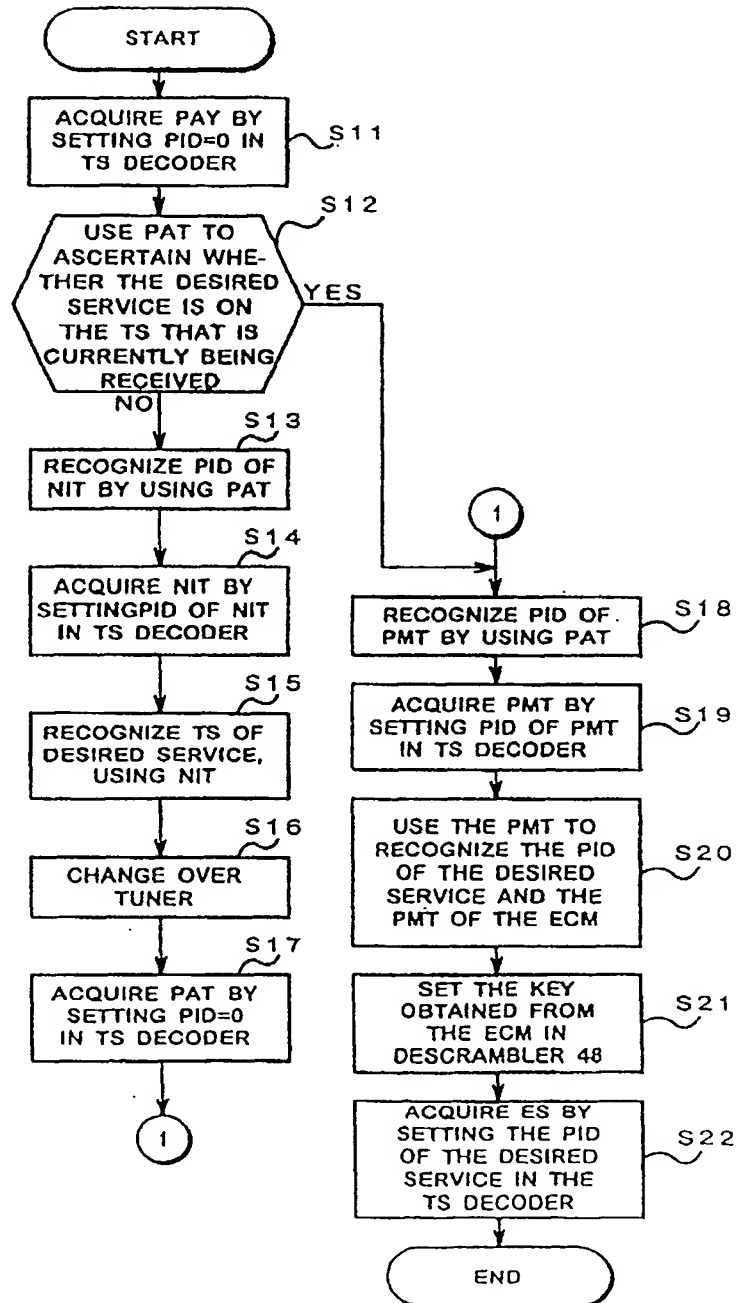 START
ACQUIRE PAY BY
SETTING PID=0 IN
TS DECODER
S11
S12
USE PAT TO
ASCERTAIN WHE-
THER THE DESIRED
SERVICE IS ON
THE TS THAT IS
CURRENTLY BEING
RECEIVED
YES
NO
S13
RECOGNIZE PID OF
NIT BY USING PAT
S14
ACQUIRE NIT BY
SETTINGPID OF NIT
IN TS DECODER
S15
RECOGNIZE TS OF
DESIRED SERVICE,
USING NIT
S16
CHANGE OVER
TUNER
S17
ACQUIRE PAT BY
SETTING PID=0
IN TS DECODER
1
1
RECOGNIZE PID OF
PMT BY USING PAT
S18
ACQUIRE PMT BY
SETTING PID OF PMT
IN TS DECODER
S19
USE THE PMT TO
RECOGNIZE THE PID
OF THE DESIRED
SERVICE AND THE
PMT OF THE ECM
S20
SET THE KEY
OBTAINED FROM
THE ECM IN
DESCRAMBLER 48
S21
ACQUIRE ES BY
SETTING THE PID
OF THE DESIRED
SERVICE IN THE
TS DECODER
S22
END